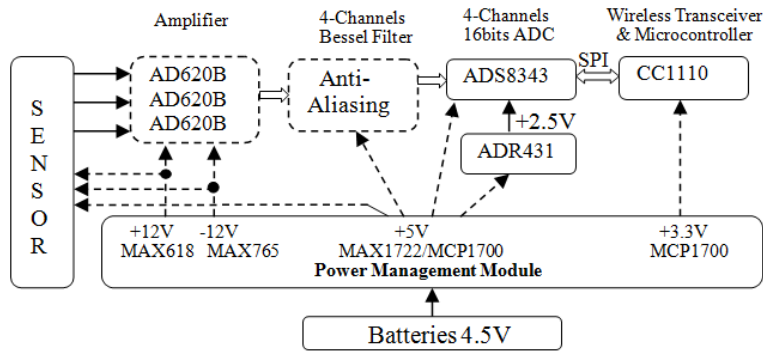 Amplifier
4-Channels
Bessel Filter
4-Channels
16bits ADC
Wireless Transceiver
& Microcontroller
SENSOR
AD620B
AD620B
AD620B
Anti-
Aliasing
ADS8343
SPI
CC1110
+2.5V
ADR431
+12V
MAX618
-12V
MAX765
+5V
MAX1722/MCP1700
+3.3V
MCP1700
Power Management Module
Batteries 4.5V